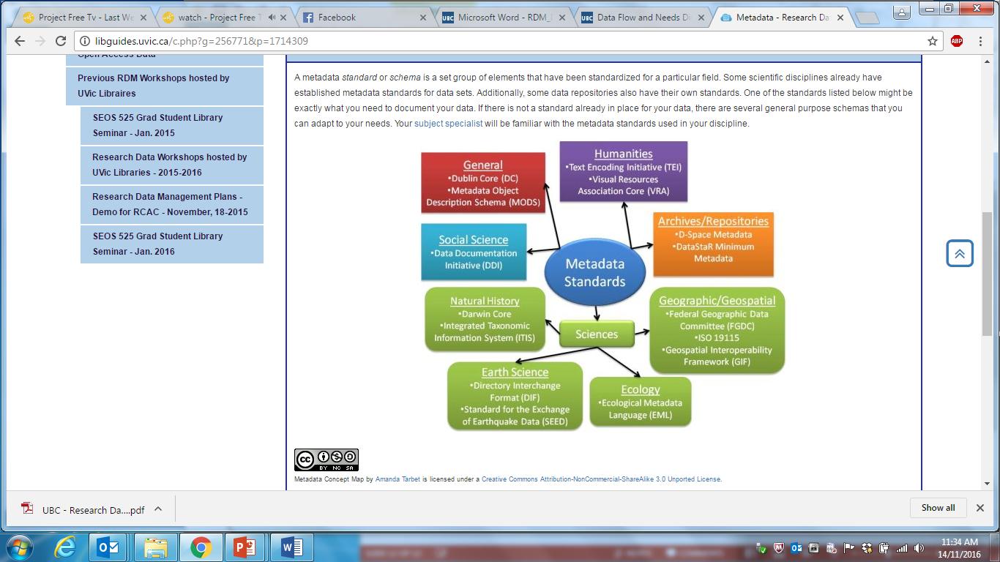 Project Free Tv - Last We
watch - Project Free T
Facebook
UBC Microsoft Word - RDM_I
UBC Data Flow and Needs Di
Metadata - Research Da
libguides.uvic.ca/c.php?g=256771&p=1714309
ABP
Open Access Data
Previous RDM Workshops hosted by
UVic Libraires
SEOS 525 Grad Student Library
Seminar - Jan. 2015
Research Data Workshops hosted by
UVic Libraries - 2015-2016
Research Data Management Plans -
Demo for RCAC - November, 18-2015
SEOS 525 Grad Student Library
Seminar - Jan. 2016
A metadata standard or schema is a set group of elements that have been standardized for a particular field. Some scientific disciplines already have
established metadata standards for data sets. Additionally, some data repositories also have their own standards. One of the standards listed below might be
exactly what you need to document your data. If there is not a standard already in place for your data, there are several general purpose schemas that you
can adapt to your needs. Your subject specialist will be familiar with the metadata standards used in your discipline.
General
•Dublin Core (DC)
•Metadata Object
Description Schema (MODS)
Humanities
•Text Encoding Initiative (TEI)
•Visual Resources
Association Core (VRA)
Social Science
•Data Documentation
Initiative (DDI)
Metadata
Standards
Archives/Repositories
•D-Space Metadata
•DataStaR Minimum
Metadata
Natural History
•Darwin Core
•Integrated Taxonomic
Information System (ITIS)
Sciences
Geographic/Geospatial
•Federal Geographic Data
Committee (FGDC)
•ISO 19115
•Geospatial Interoperability
Framework (GIF)
Earth Science
•Directory Interchange
Format (DIF)
•Standard for the Exchange
of Earthquake Data (SEED)
Ecology
•Ecological Metadata
Language (EML)
cc
BY NC SA
Metadata Concept Map by Amanda Tarbet is licensed under a Creative Commons Attribution-NonCommercial-ShareAlike 3.0 Unported License.
UBC - Research Da....pdf
Show all
11:34 AM
14/11/2016